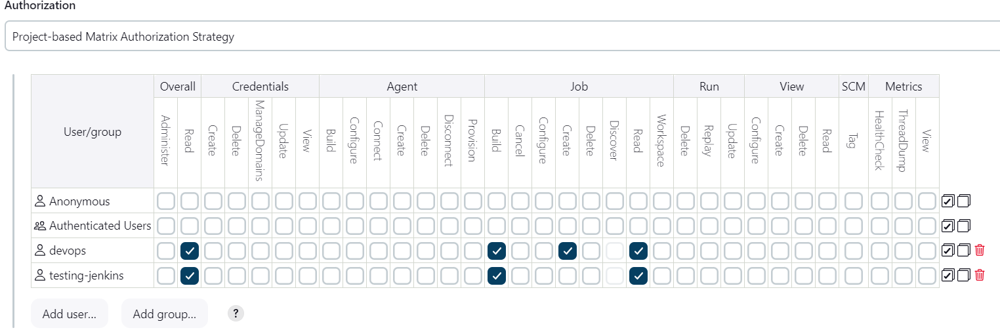 Authorization
Project-based Matrix Authorization Strategy
User/group
Overall Credentials Agent Job Run View SCM Metrics
Administer Read Create Delete ManageDomains Update View Build Configure Connect Create Delete Disconnect Provision Build Cancel Configure Create Delete Discover Read Workspace Delete Replay Update Configure Create Delete Read Tag HealthCheck ThreadDump View
Anonymous
Authenticated Users
devops
testing-jenkins
Add user... Add group... ?